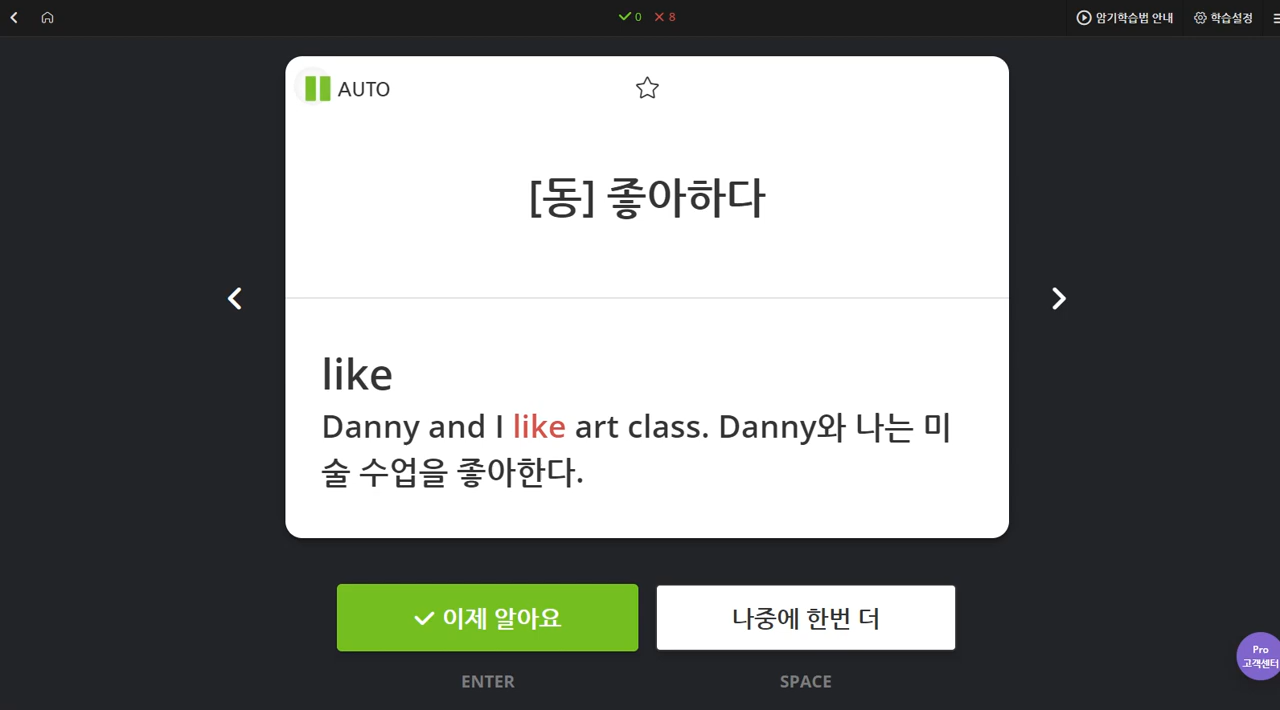 0 8
암기학습법 안내
학습설정
AUTO
[동] 좋아하다
like
Danny and I like art class. Danny와 나는 미
술 수업을 좋아한다.
이제 알아요
나중에 한번 더
ENTER
SPACE
Pro
고객센터